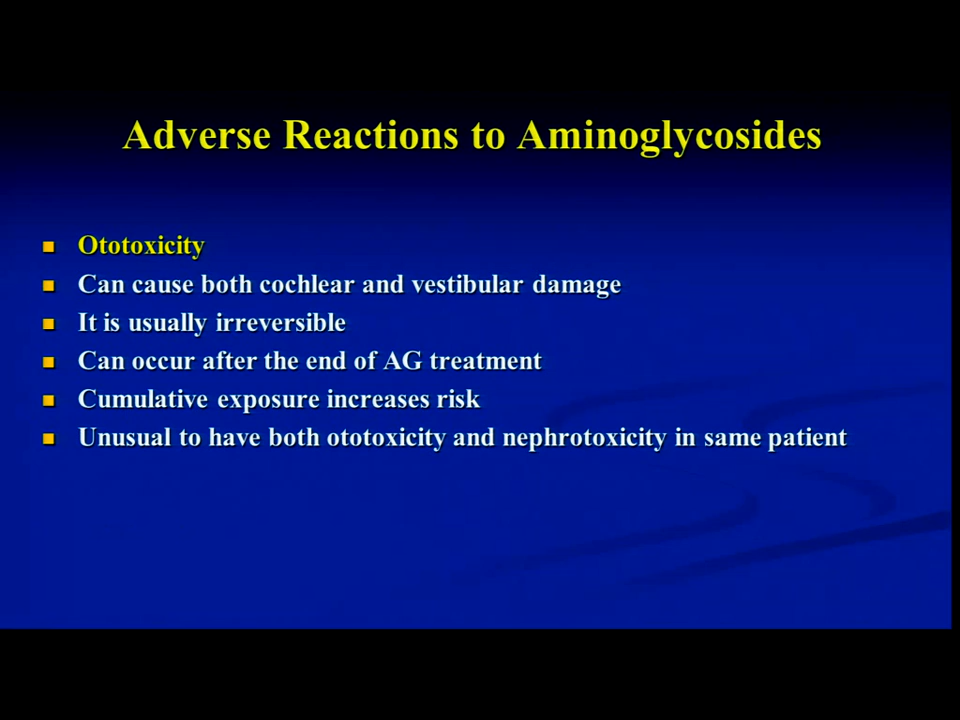 Adverse Reactions to Aminoglycosides
Ototoxicity
Can cause both cochlear and vestibular damage
It is usually irreversible
Can occur after the end of AG treatment
Cumulative exposure increases risk
Unusual to have both ototoxicity and nephrotoxicity in same patient